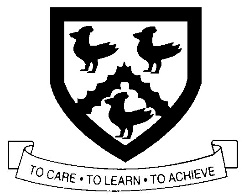 TO CARE • TO LEARN • TO ACHIEVE